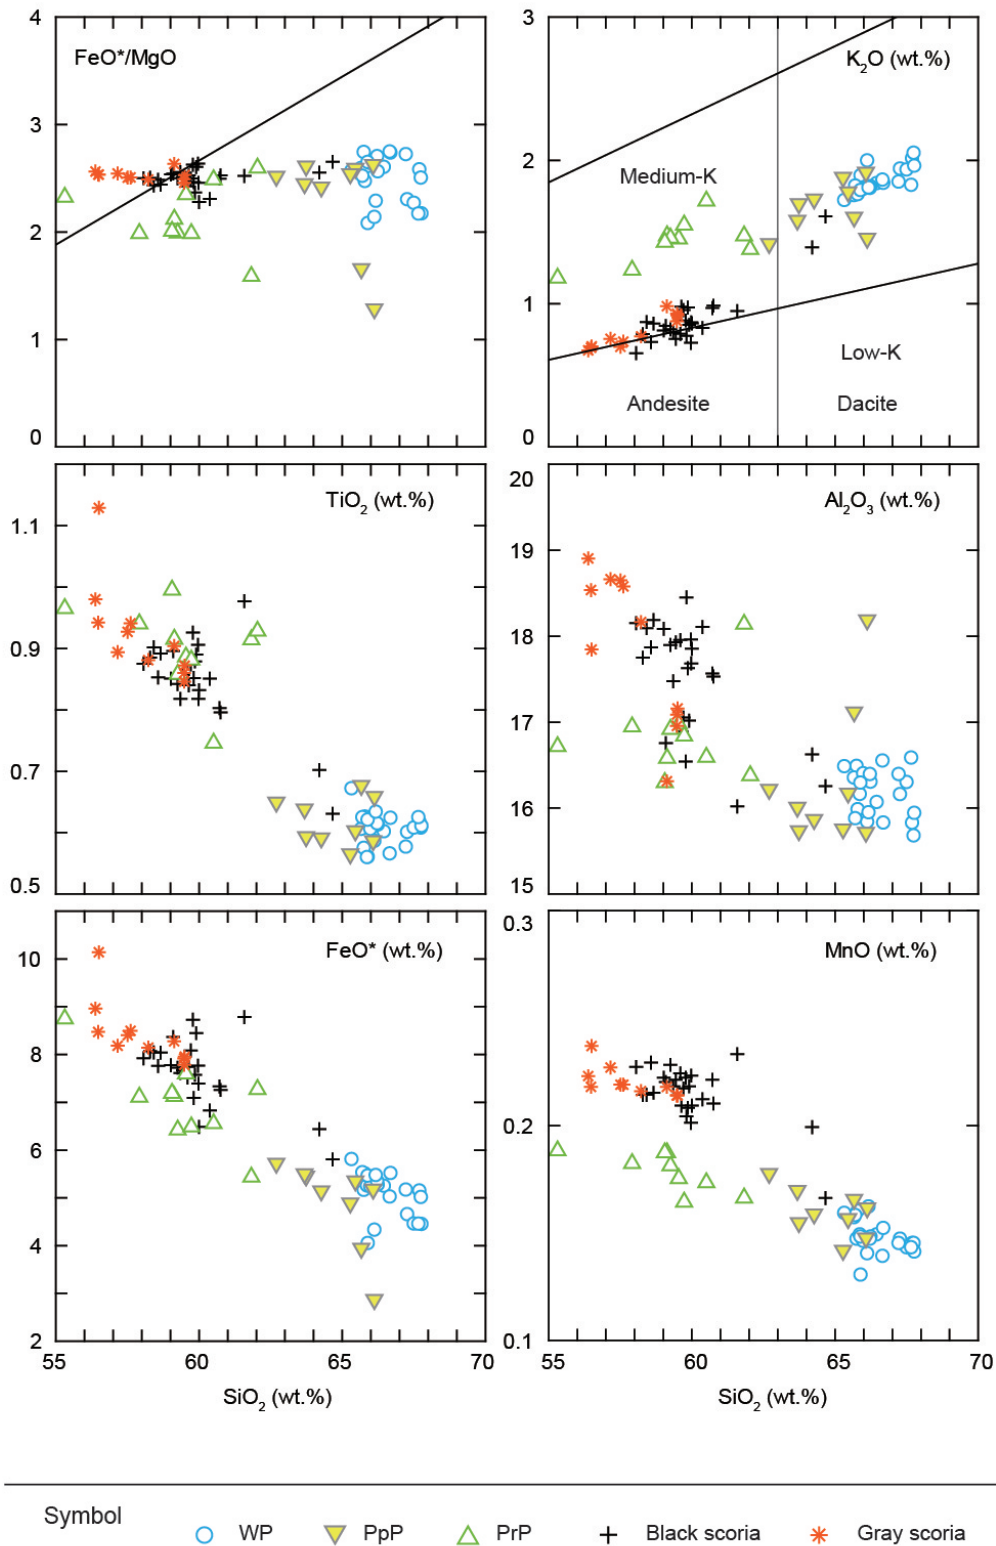 4
3
2
1
0
FeO*/MgO
3
2
1
0
K₂O (wt.%)
Medium-K
Low-K
Andesite
Dacite
1.1
0.9
0.7
0.5
TiO₂ (wt.%)
20
19
18
17
16
15
Al₂O₃ (wt.%)
10
8
6
4
2
FeO* (wt.%)
55
60
65
70
SiO₂ (wt.%)
0.3
0.2
0.1
MnO (wt.%)
55
60
65
70
SiO₂ (wt.%)
Symbol
WP
PpP
PrP
Black scoria
Gray scoria